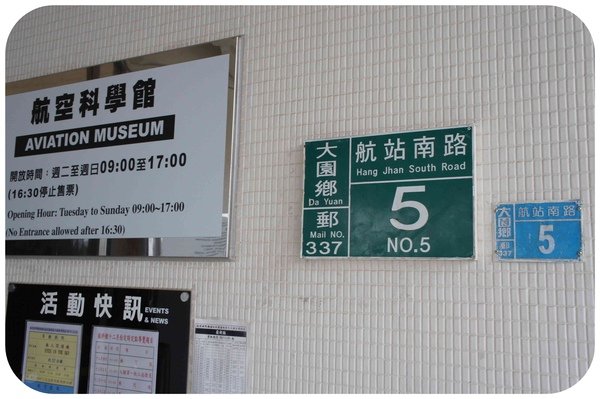 航空科學館
AVIATION MUSEUM
開放時間：週二至週日09:00至17:00
(16:30停止售票)
Opening Hour: Tuesday to Sunday 09:00~17:00
(No Entrance allowed after 16:30)
大園鄉
Da Yuan
郵
Mail NO.
337
航站南路
Hang Jhan South Road
5
NO.5
大園鄉
郵
337
航站南路
5
活動快訊 EVENTS
& NEWS